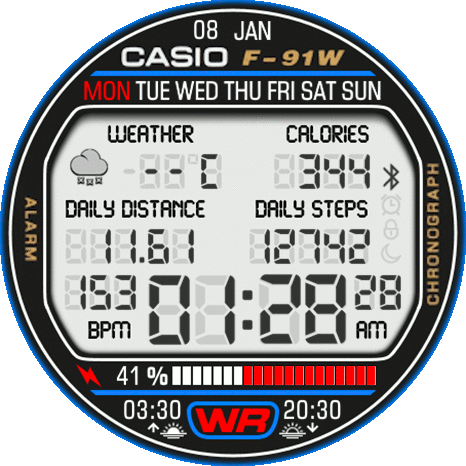 08 JAN
CASIO F-91W
MON TUE WED THU FRI SAT SUN
WEATHER CALORIES
--°C 344
DAILY DISTANCE DAILY STEPS
11.61 12742
153 01:28 28
BPM AM
ALARM
CHRONOGRAPH
41 %
03:30 WR 20:30